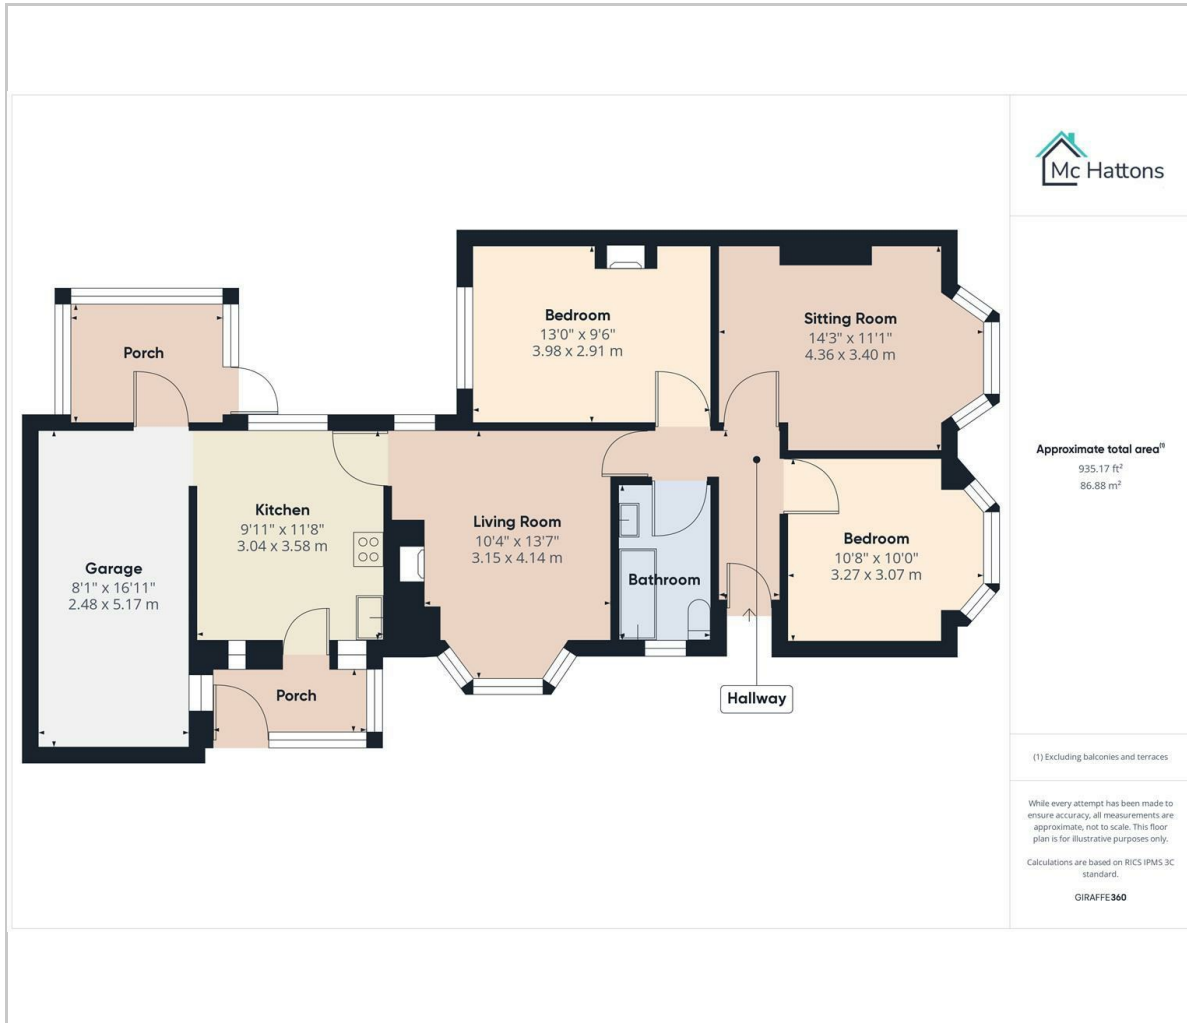 Mc Hattons
Porch
Bedroom
13'0" x 9'6"
3.98 x 2.91 m
Sitting Room
14'3" x 11'1"
4.36 x 3.40 m
Kitchen
9'11" x 11'8"
3.04 x 3.58 m
Living Room
10'4" x 13'7"
3.15 x 4.14 m
Bedroom
10'8" x 10'0"
3.27 x 3.07 m
Garage
8'1" x 16'11"
2.48 x 5.17 m
Bathroom
Porch
Hallway
Approximate total area(1)
935.17 ft²
86.88 m²
(1) Excluding balconies and terraces
While every attempt has been made to
ensure accuracy, all measurements are
approximate, not to scale. This floor
plan is for illustrative purposes only.
Calculations are based on RICS IPMS 3C
standard.
GIRAFFE360